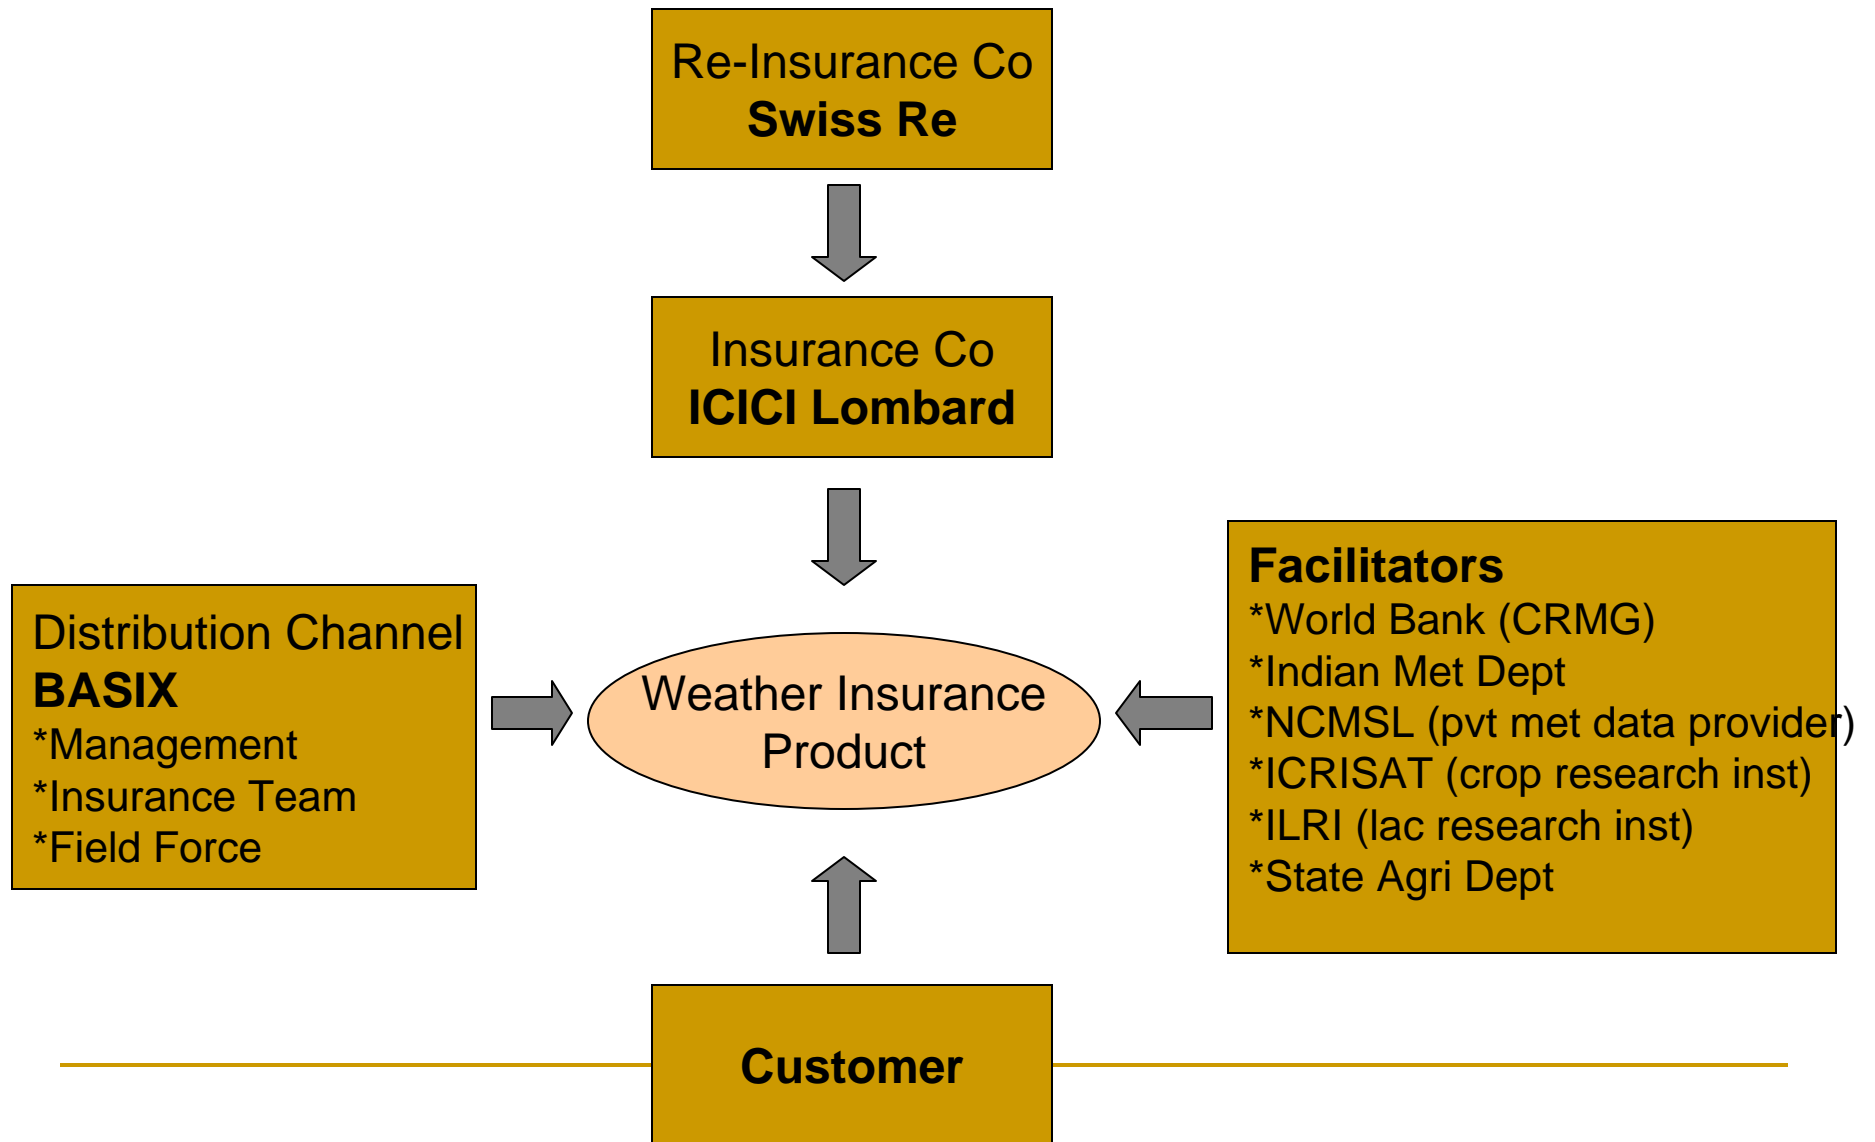 Re-Insurance Co
Swiss Re
Insurance Co
ICICI Lombard
Distribution Channel
BASIX
*Management
*Insurance Team
*Field Force
Weather Insurance
Product
Facilitators
*World Bank (CRMG)
*Indian Met Dept
*NCMSL (pvt met data provider)
*ICRISAT (crop research inst)
*ILRI (lac research inst)
*State Agri Dept
Customer